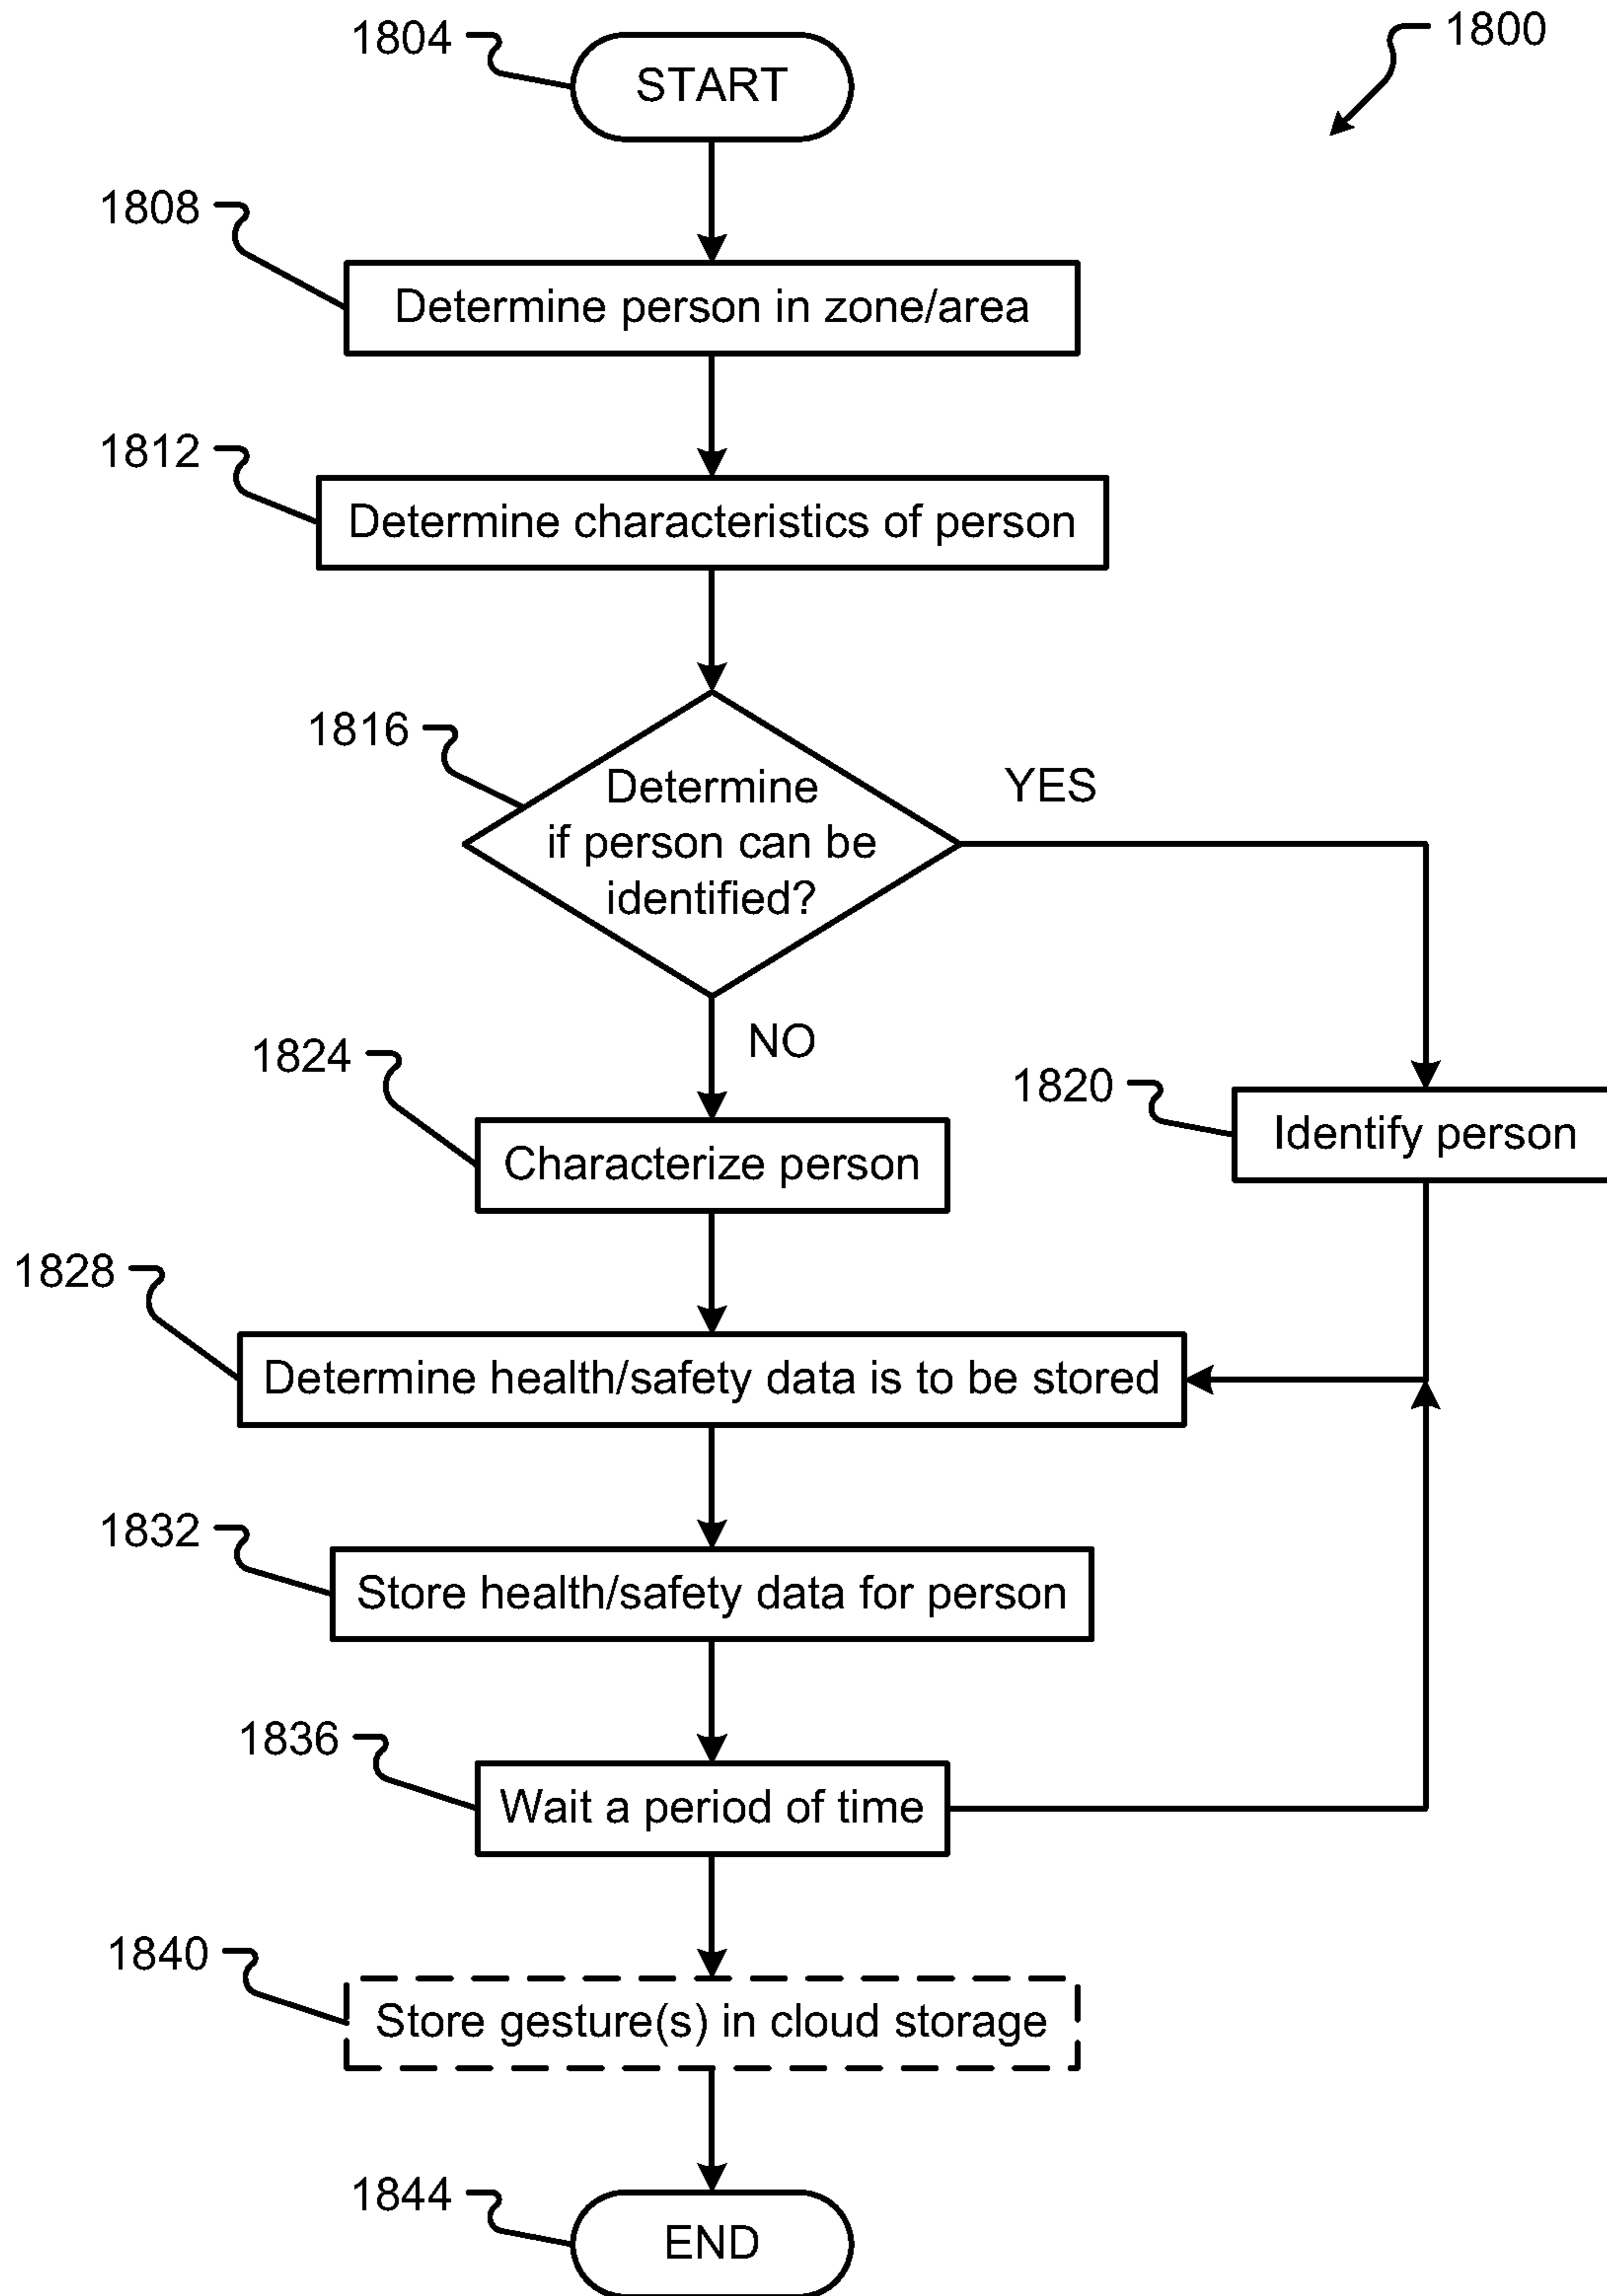 1800
1804
START
1808
Determine person in zone/area
1812
Determine characteristics of person
1816
Determine
if person can be
identified?
YES
NO
1824
Characterize person
1820
Identify person
1828
Determine health/safety data is to be stored
1832
Store health/safety data for person
1836
Wait a period of time
1840
Store gesture(s) in cloud storage
1844
END